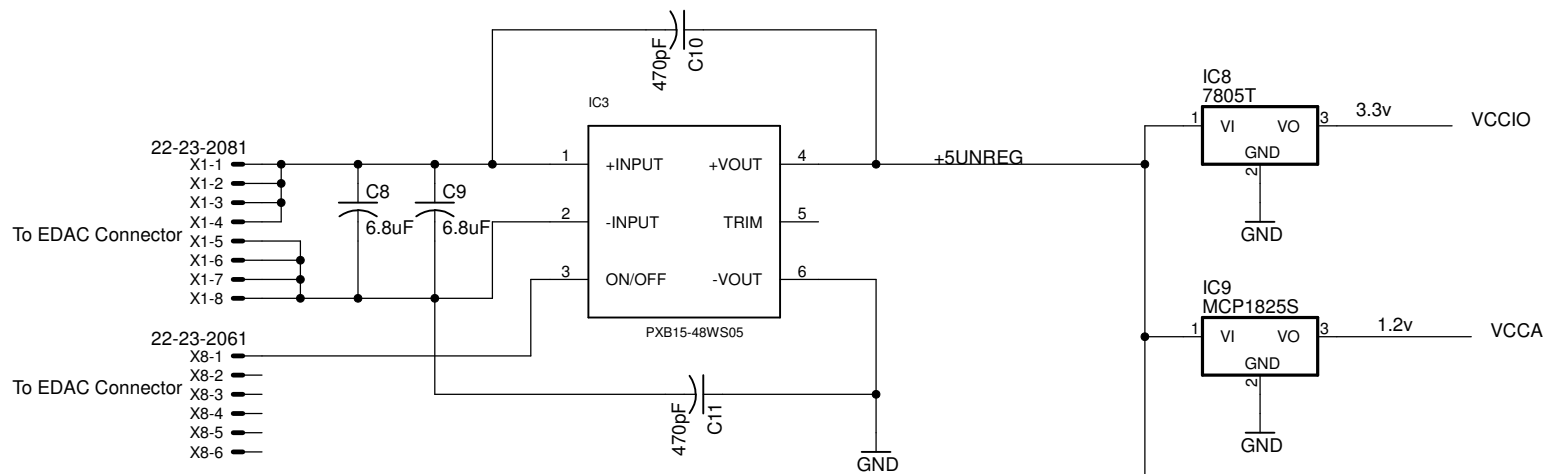 470pF
C10
IC3
PXB15-48WS05
1
+INPUT
2
-INPUT
3
ON/OFF
+VOUT
4
TRIM
5
-VOUT
6
22-23-2081
X1-1
X1-2
X1-3
X1-4
X1-5
X1-6
X1-7
X1-8
To EDAC Connector
C8
6.8uF
C9
6.8uF
22-23-2061
X8-1
X8-2
X8-3
X8-4
X8-5
X8-6
To EDAC Connector
470pF
C11
GND
+5UNREG
IC8
7805T
1
VI
VO
3
GND
2
GND
3.3v
VCCIO
IC9
MCP1825S
1
VI
VO
3
GND
2
GND
1.2v
VCCA